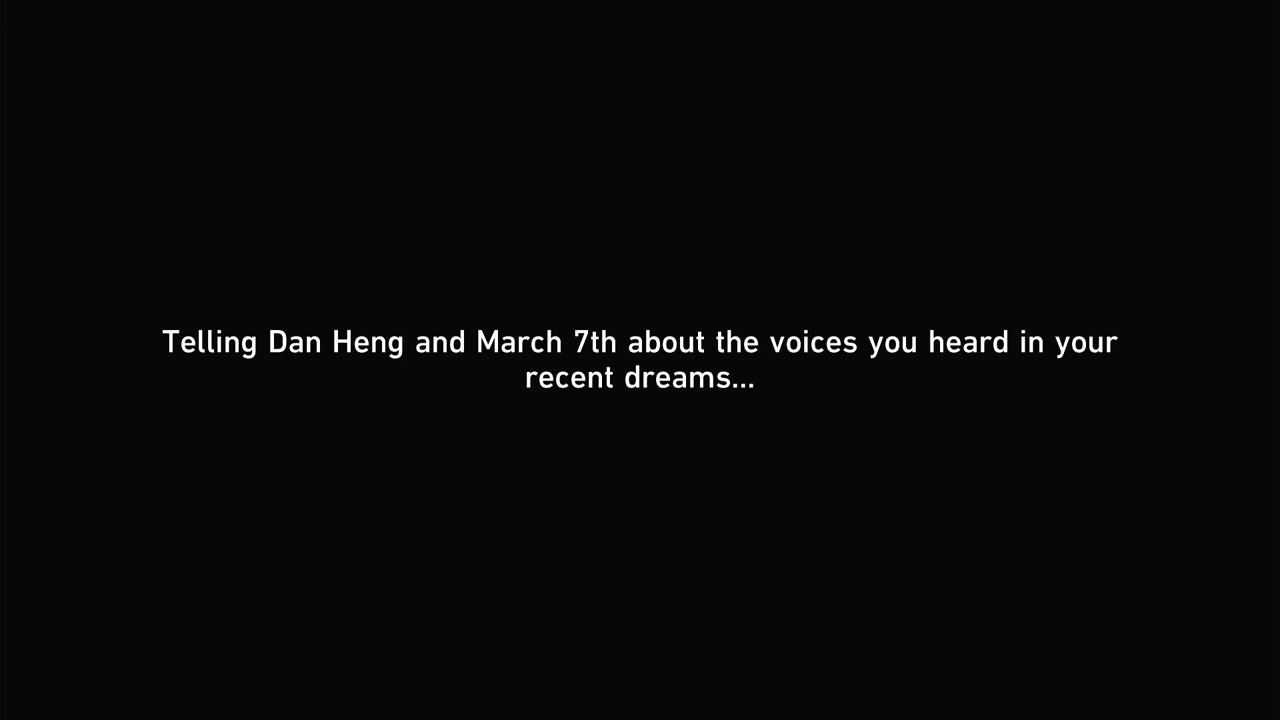 Telling Dan Heng and March 7th about the voices you heard in your
recent dreams...